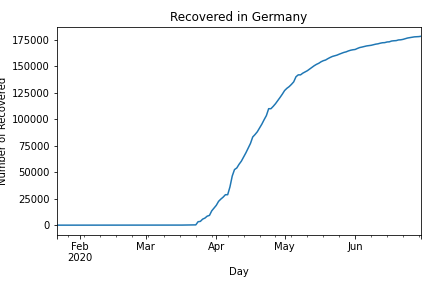 Recovered in Germany
Number of Recovered
175000
150000
125000
100000
75000
50000
25000
0
Feb Mar Apr May Jun
2020
Day